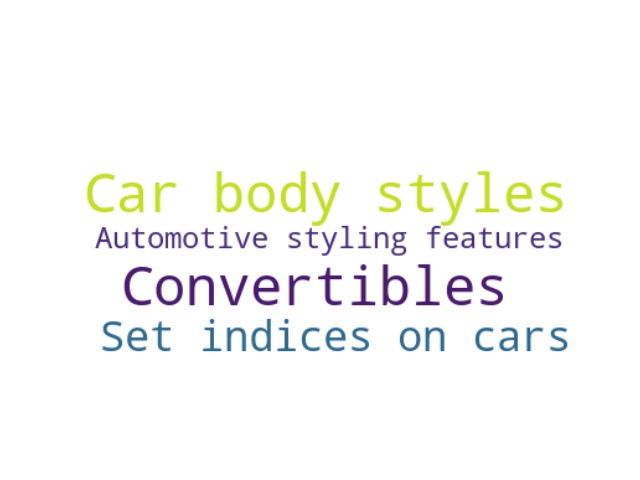 Car body styles
Automotive styling features
Convertibles
Set indices on cars